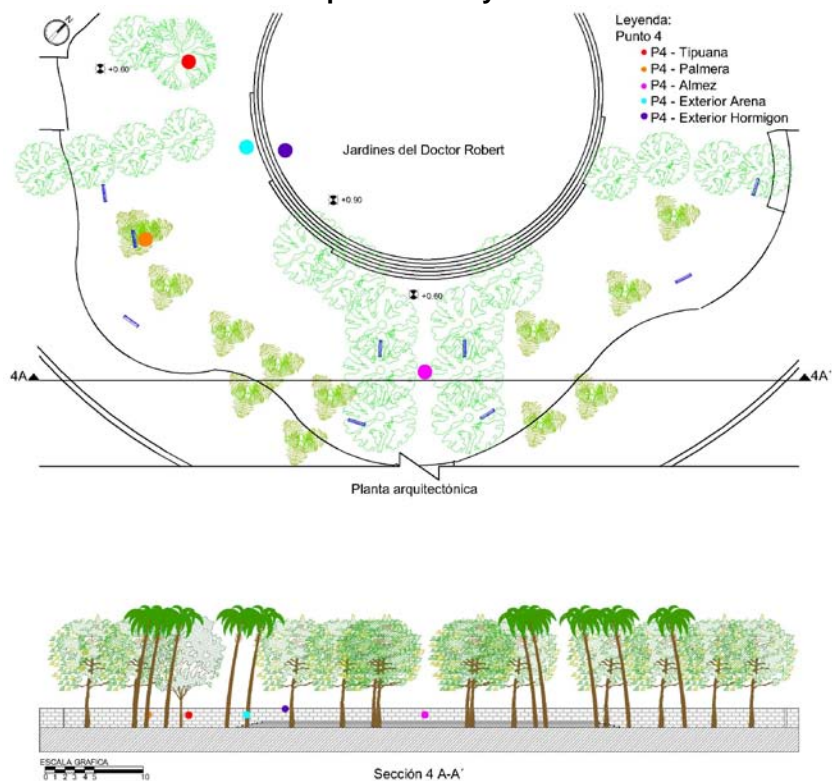 N
Leyenda:
Punto 4
P4 - Tipuana
P4 - Palmera
P4 - Almez
P4 - Exterior Arena
P4 - Exterior Hormigon
+0.60
Jardines del Doctor Robert
+0.90
+0.60
4A
4A´
Planta arquitectónica
ESCALA GRAFICA
0 1 2 3 4 5 10
Sección 4 A-A´